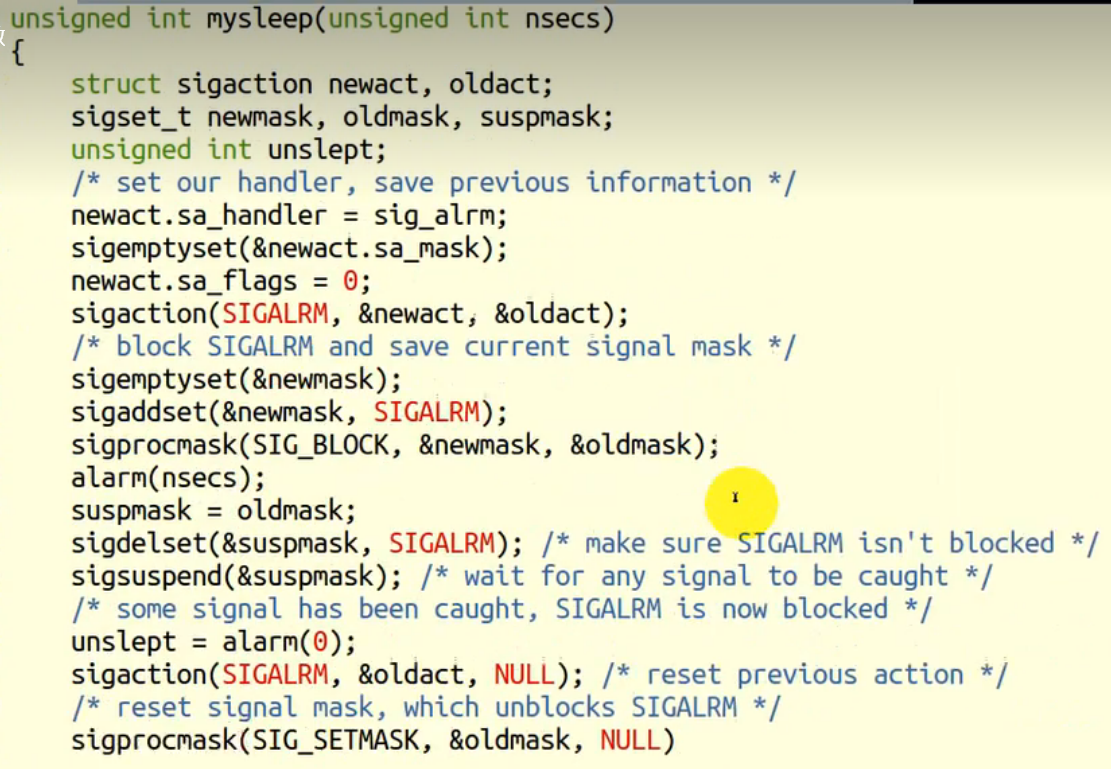 unsigned int mysleep(unsigned int nsecs)
{
struct sigaction newact, oldact;
sigset_t newmask, oldmask, suspmask;
unsigned int unslept;
/* set our handler, save previous information */
newact.sa_handler = sig_alrm;
sigemptyset(&newact.sa_mask);
newact.sa_flags = 0;
sigaction(SIGALRM, &newact, &oldact);
/* block SIGALRM and save current signal mask */
sigemptyset(&newmask);
sigaddset(&newmask, SIGALRM);
sigprocmask(SIG_BLOCK, &newmask, &oldmask);
alarm(nsecs);
suspmask = oldmask;
sigdelset(&suspmask, SIGALRM); /* make sure SIGALRM isn't blocked */
sigsuspend(&suspmask); /* wait for any signal to be caught */
/* some signal has been caught, SIGALRM is now blocked */
unslept = alarm(0);
sigaction(SIGALRM, &oldact, NULL); /* reset previous action */
/* reset signal mask, which unblocks SIGALRM */
sigprocmask(SIG_SETMASK, &oldmask, NULL)